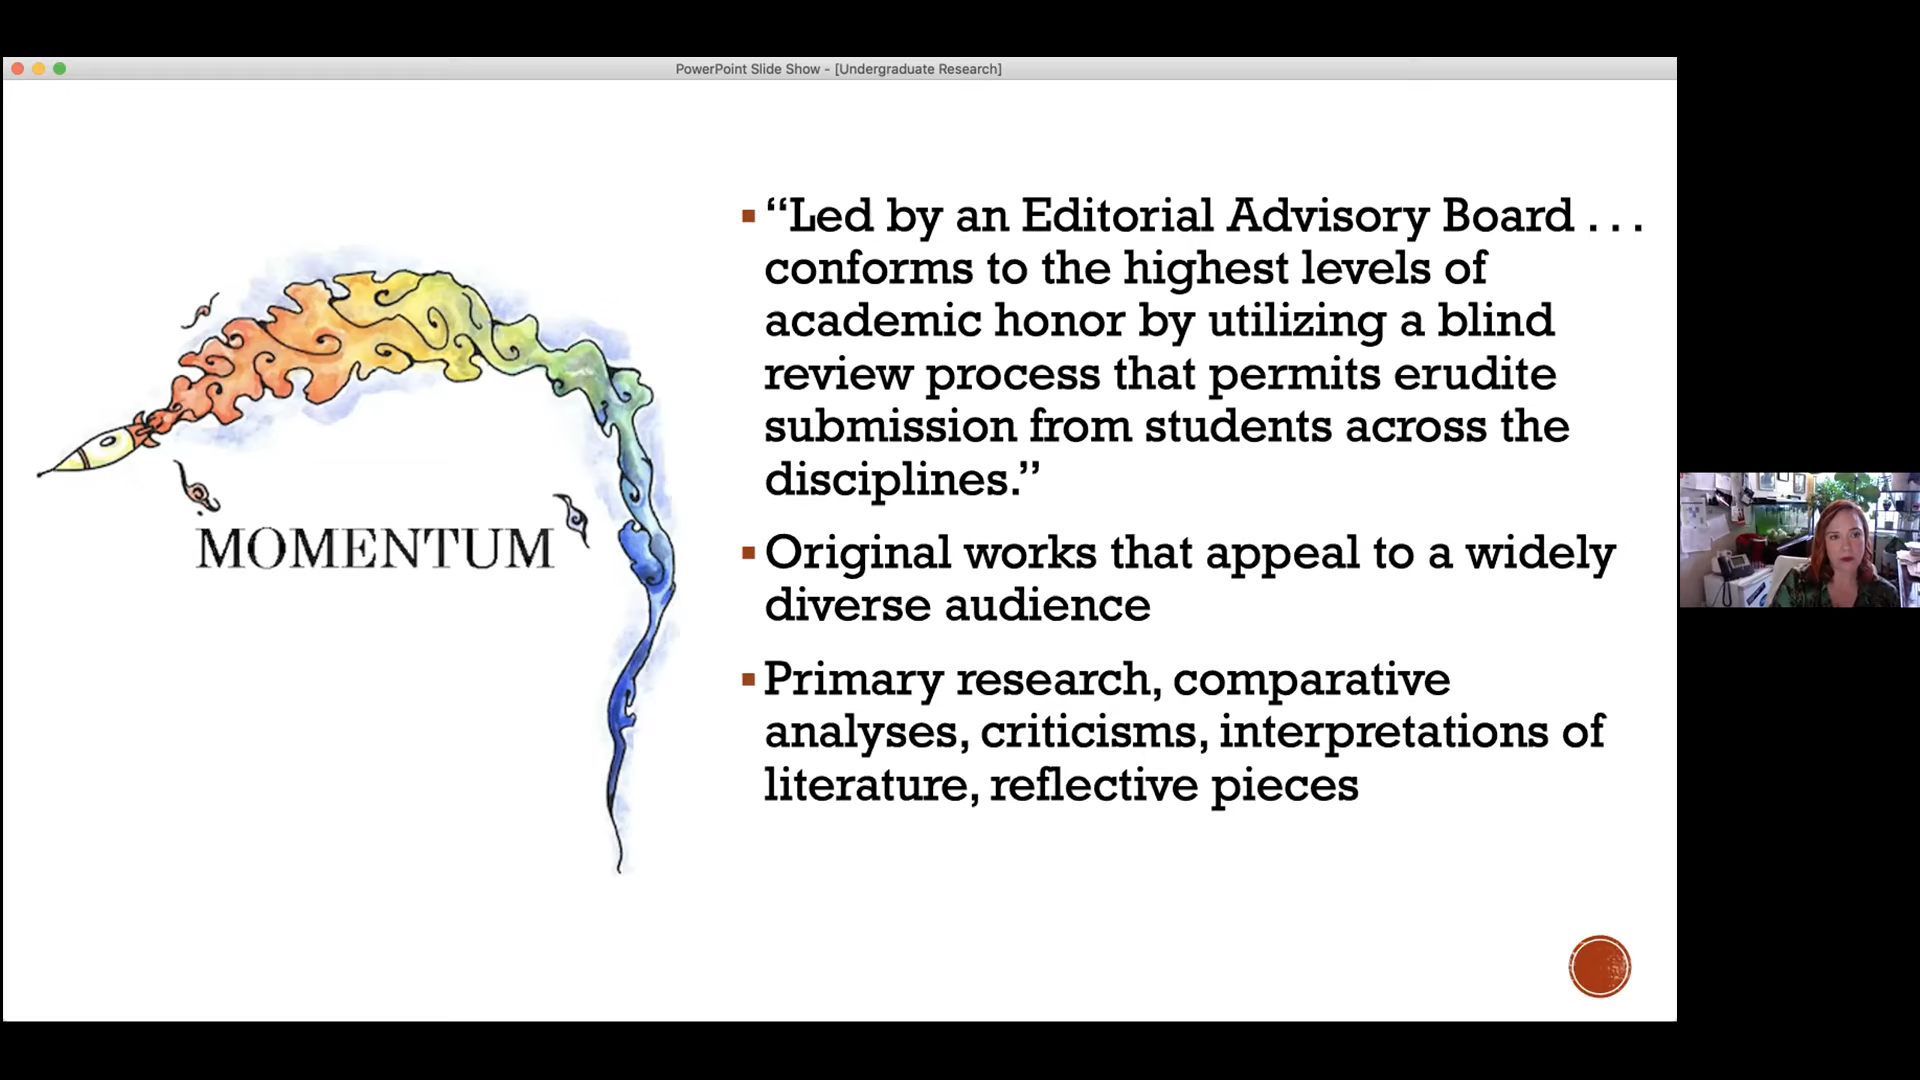 PowerPoint Slide Show - [Undergraduate Research]
“Led by an Editorial Advisory Board . . .
conforms to the highest levels of
academic honor by utilizing a blind
review process that permits erudite
submission from students across the
disciplines.”
Original works that appeal to a widely
diverse audience
Primary research, comparative
analyses, criticisms, interpretations of
literature, reflective pieces
MOMENTUM